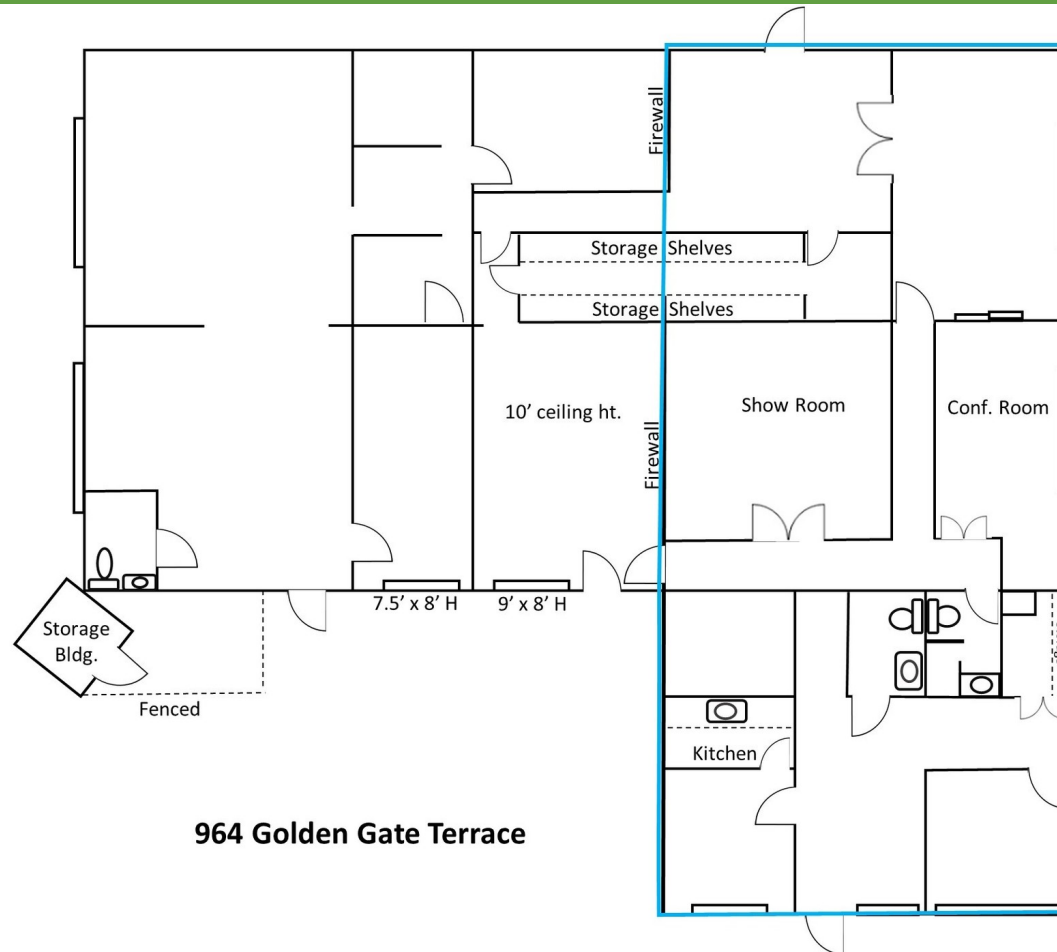 Firewall
Storage Shelves
Storage Shelves
10' ceiling ht.
Show Room
Conf. Room
Firewall
7.5' x 8' H
9' x 8' H
Storage
Bldg.
Fenced
Kitchen
964 Golden Gate Terrace